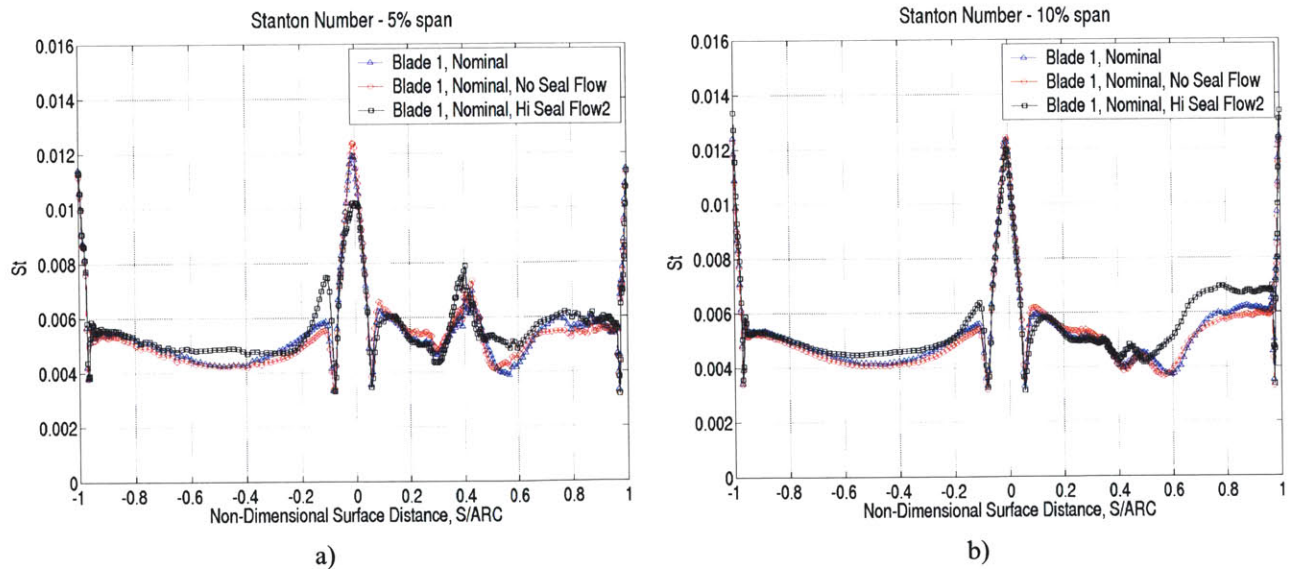 Stanton Number - 5% span
0.016
0.014
0.012
0.01
0.008
0.006
0.004
0.002
0
St
Blade 1, Nominal
Blade 1, Nominal, No Seal Flow
Blade 1, Nominal, Hi Seal Flow2
-1 -0.8 -0.6 -0.4 -0.2 0 0.2 0.4 0.6 0.8 1
Non-Dimensional Surface Distance, S/ARC
a)
Stanton Number - 10% span
0.016
0.014
0.012
0.01
0.008
0.006
0.004
0.002
0
St
Blade 1, Nominal
Blade 1, Nominal, No Seal Flow
Blade 1, Nominal, Hi Seal Flow2
-1 -0.8 -0.6 -0.4 -0.2 0 0.2 0.4 0.6 0.8 1
Non-Dimensional Surface Distance, S/ARC
b)